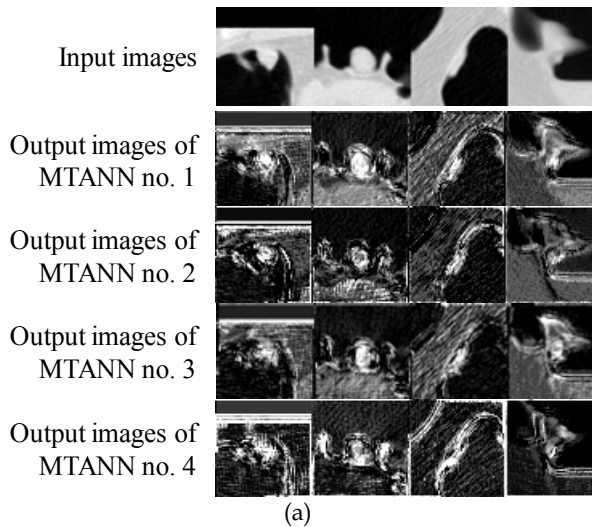 Input images
Output images of
MTANN no. 1
Output images of
MTANN no. 2
Output images of
MTANN no. 3
Output images of
MTANN no. 4
(a)